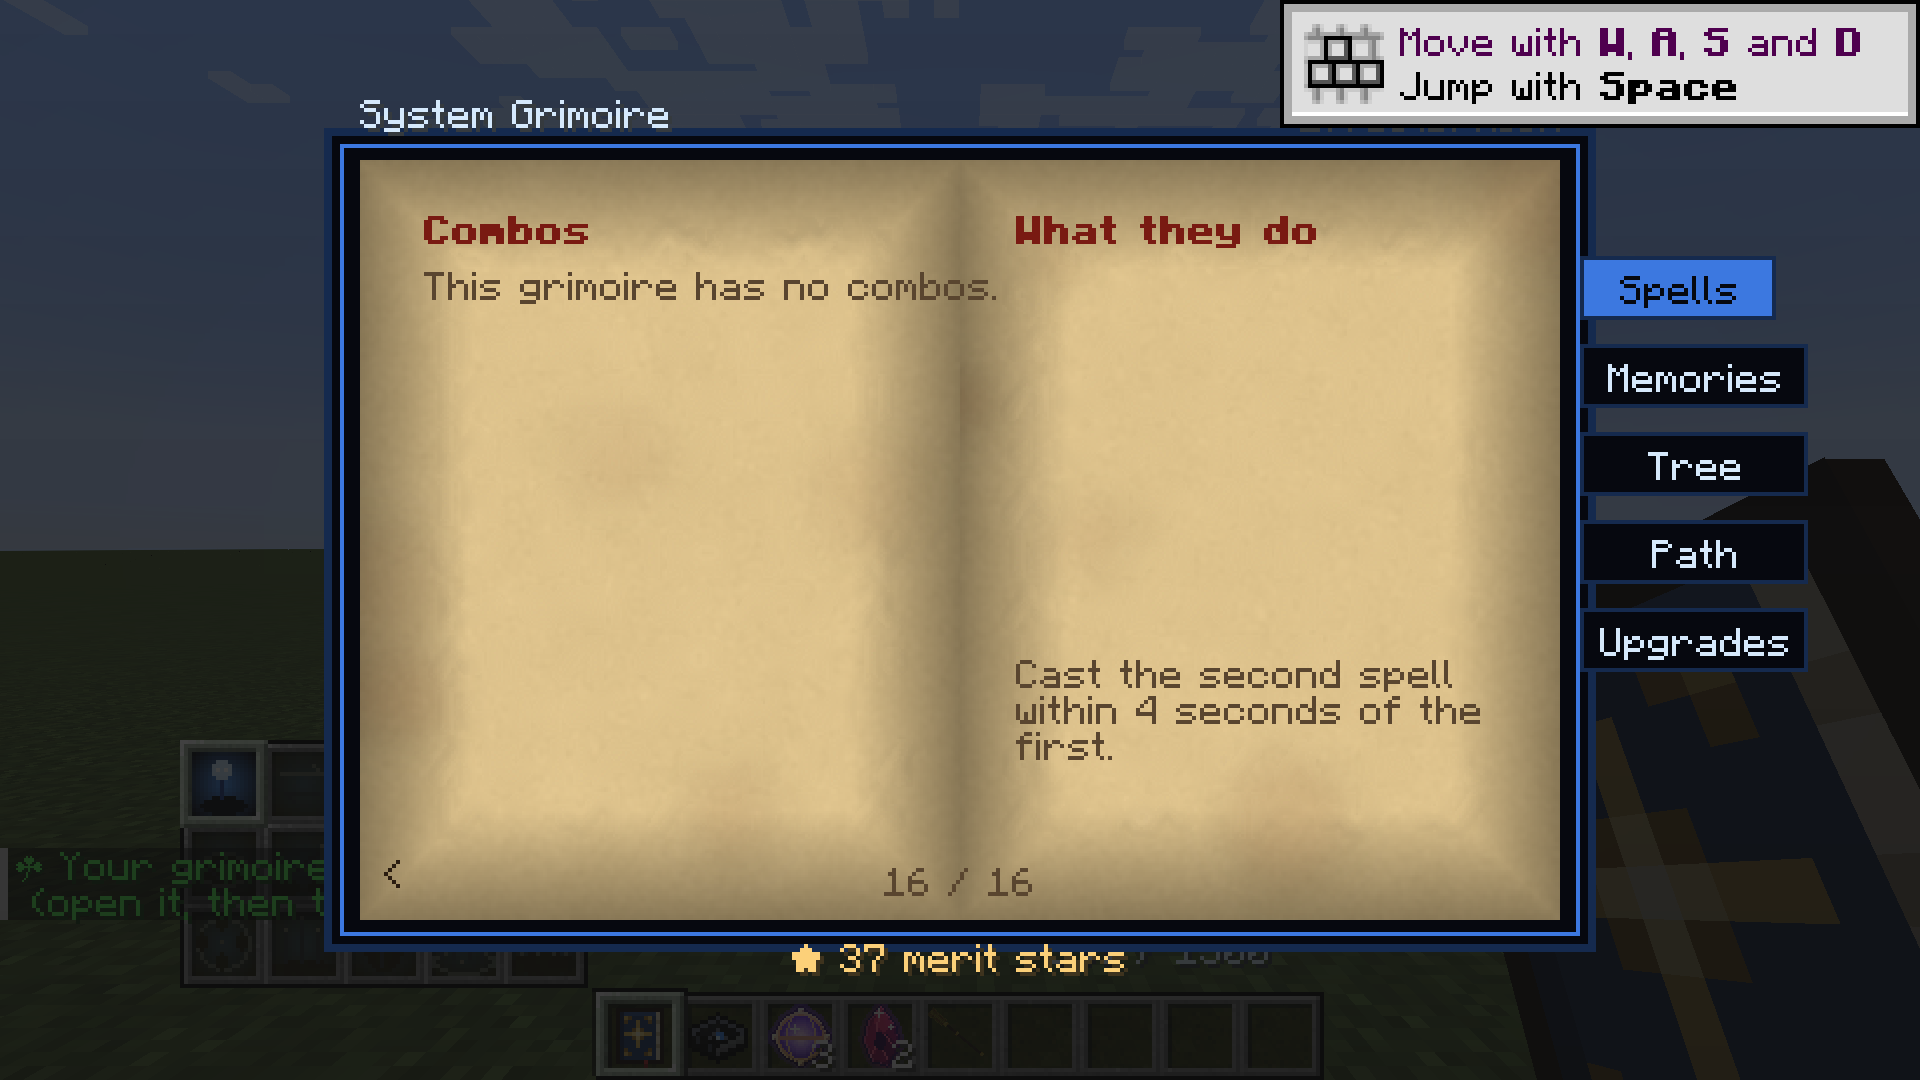 Move with W, A, S and D
Jump with Space
System Grimoire
Combos
This grimoire has no combos.
What they do
Cast the second spell
within 4 seconds of the
first.
<
16 / 16
Spells
Memories
Tree
Path
Upgrades
☘ Your grimoire
(open it, then t
★ 37 merit stars
3
2